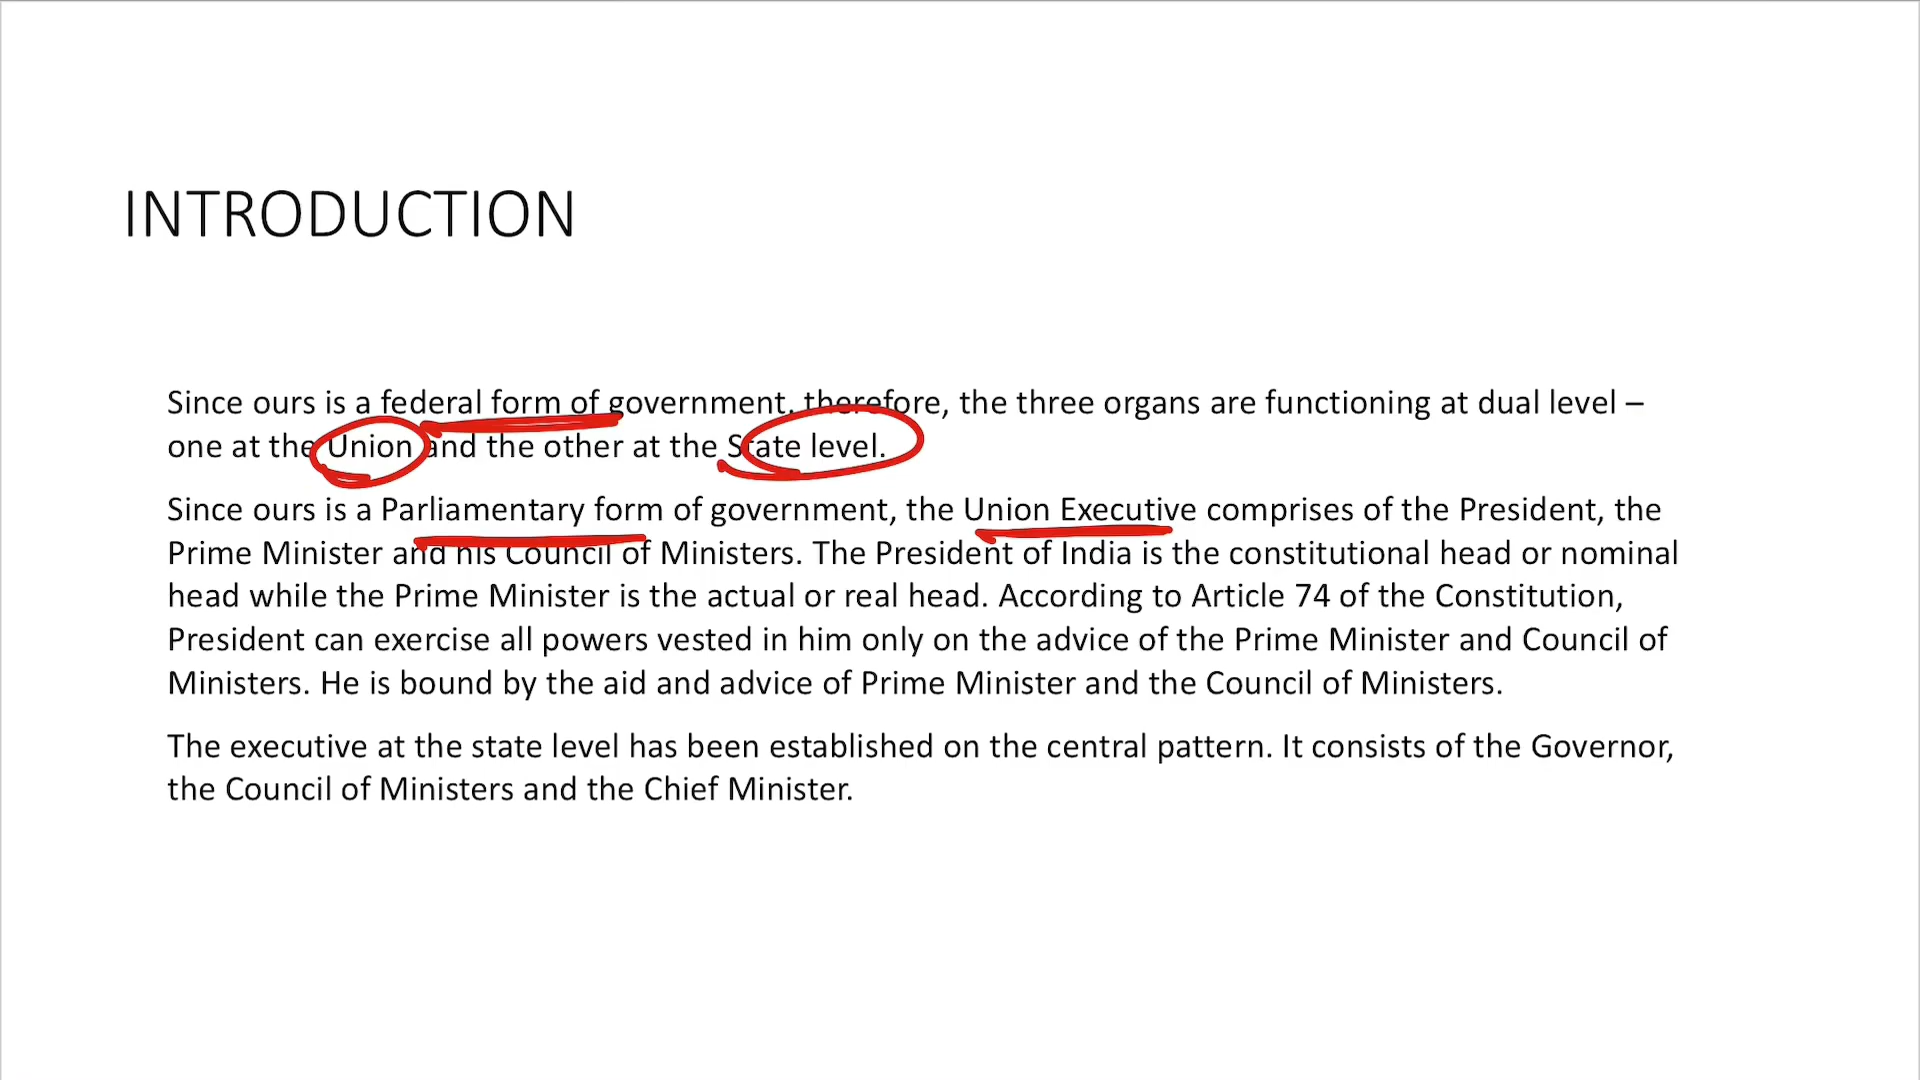 INTRODUCTION
Since ours is a federal form of government, therefore, the three organs are functioning at dual level –
one at the Union and the other at the State level.
Since ours is a Parliamentary form of government, the Union Executive comprises of the President, the
Prime Minister and his Council of Ministers. The President of India is the constitutional head or nominal
head while the Prime Minister is the actual or real head. According to Article 74 of the Constitution,
President can exercise all powers vested in him only on the advice of the Prime Minister and Council of
Ministers. He is bound by the aid and advice of Prime Minister and the Council of Ministers.
The executive at the state level has been established on the central pattern. It consists of the Governor,
the Council of Ministers and the Chief Minister.